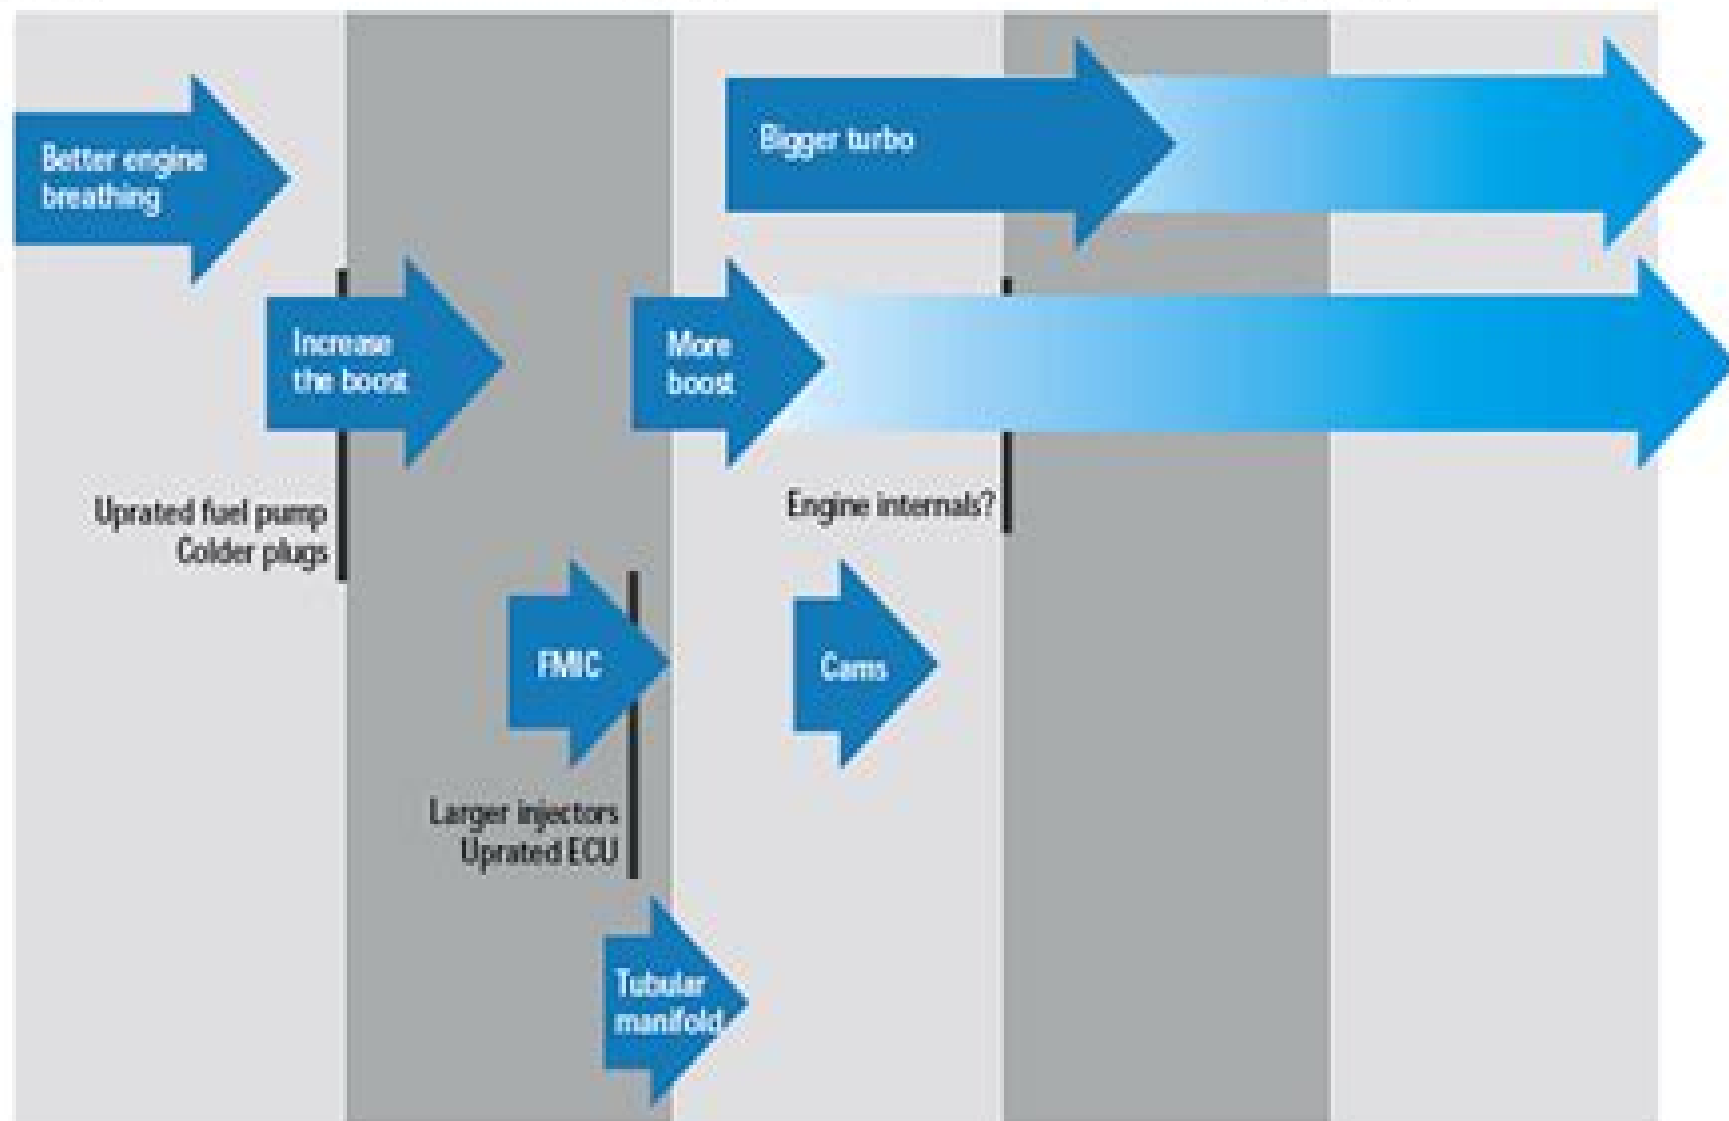 Better engine
breathing
Bigger turbo
Increase
the boost
More
boost
Uprated fuel pump
Colder plugs
Engine internals?
FMIC
Cams
Larger injectors
Uprated ECU
Tubular
manifold